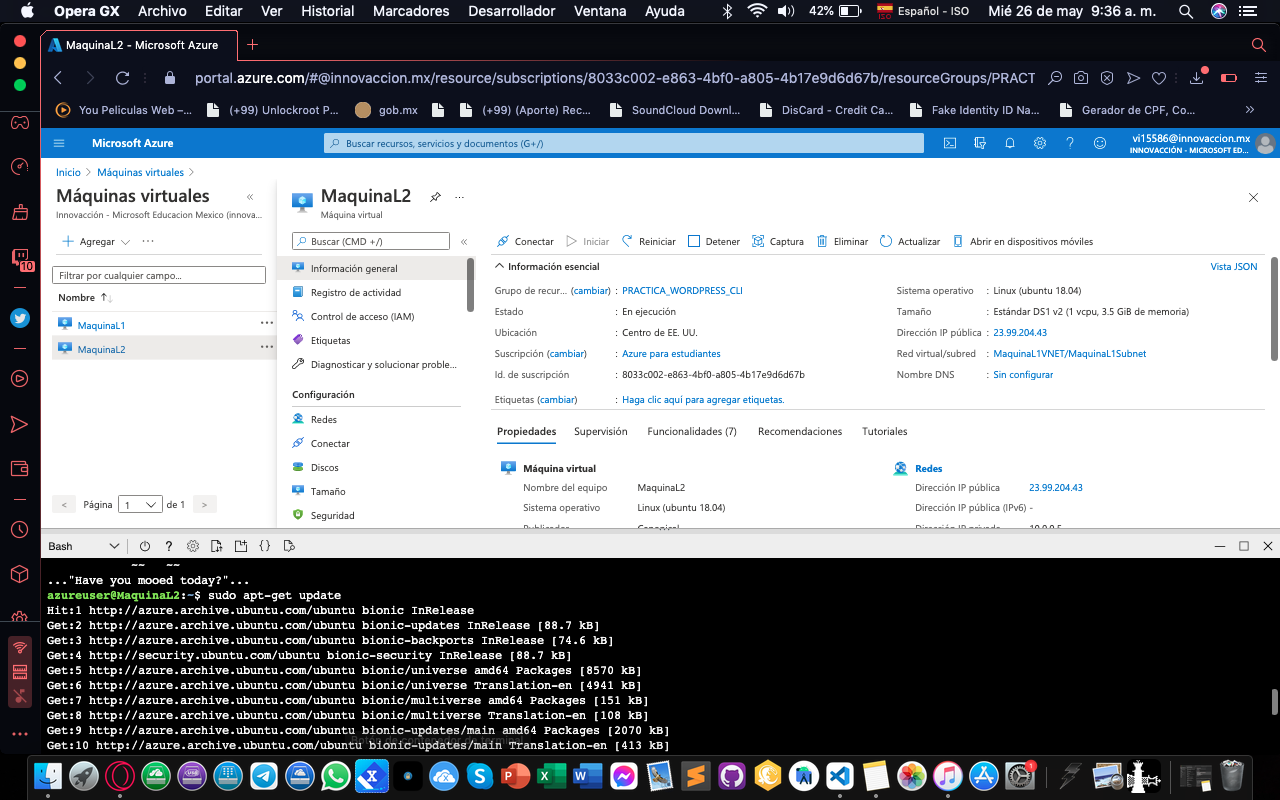 Opera GX Archivo Editar Ver Historial Marcadores Desarrollador Ventana Ayuda 42% ISO Español - ISO Mié 26 de may 9:36 a. m.
MaquinaL2 - Microsoft Azure
portal.azure.com/#@innovaccion.mx/resource/subscriptions/8033c002-e863-4bf0-a805-4b17e9d6d67b/resourceGroups/PRACT
You Peliculas Web –... (+99) Unlockroot P... gob.mx (+99) (Aporte) Rec... SoundCloud Downl... DisCard - Credit Ca... Fake Identity ID Na... Gerador de CPF, Co... »
Microsoft Azure
Buscar recursos, servicios y documentos (G+/)
vi15586@innovaccion.mx
INNOVACCIÓN - MICROSOFT ED...
10
Inicio > Máquinas virtuales >
Máquinas virtuales «
Innovacción - Microsoft Educacion Mexico (innova...
+ Agregar ...
Filtrar por cualquier campo...
Nombre ↑↓
MaquinaL1 ...
MaquinaL2 ...
< Página 1 de 1 >
MaquinaL2 ...
Máquina virtual
Buscar (CMD +/) «
Información general
Registro de actividad
Control de acceso (IAM)
Etiquetas
Diagnosticar y solucionar proble...
Configuración
Redes
Conectar
Discos
Tamaño
Seguridad
Conectar Iniciar Reiniciar Detener Captura Eliminar Actualizar Abrir en dispositivos móviles
Información esencial Vista JSON
Grupo de recur... (cambiar) : PRACTICA_WORDPRESS_CLI
Estado : En ejecución
Ubicación : Centro de EE. UU.
Suscripción (cambiar) : Azure para estudiantes
Id. de suscripción : 8033c002-e863-4bf0-a805-4b17e9d6d67b
Etiquetas (cambiar) : Haga clic aquí para agregar etiquetas.
Sistema operativo : Linux (ubuntu 18.04)
Tamaño : Estándar DS1 v2 (1 vcpu, 3.5 GiB de memoria)
Dirección IP pública : 23.99.204.43
Red virtual/subred : MaquinaL1VNET/MaquinaL1Subnet
Nombre DNS : Sin configurar
Propiedades Supervisión Funcionalidades (7) Recomendaciones Tutoriales
Máquina virtual
Nombre del equipo MaquinaL2
Sistema operativo Linux (ubuntu 18.04)
Publicador Canonical
Redes
Dirección IP pública 23.99.204.43
Dirección IP pública (IPv6) -
Dirección IP privada 10.0.0.5
Bash ? {}
~~ ~~
..."Have you mooed today?"...
azureuser@MaquinaL2:~$ sudo apt-get update
Hit:1 http://azure.archive.ubuntu.com/ubuntu bionic InRelease
Get:2 http://azure.archive.ubuntu.com/ubuntu bionic-updates InRelease [88.7 kB]
Get:3 http://azure.archive.ubuntu.com/ubuntu bionic-backports InRelease [74.6 kB]
Get:4 http://security.ubuntu.com/ubuntu bionic-security InRelease [88.7 kB]
Get:5 http://azure.archive.ubuntu.com/ubuntu bionic/universe amd64 Packages [8570 kB]
Get:6 http://azure.archive.ubuntu.com/ubuntu bionic/universe Translation-en [4941 kB]
Get:7 http://azure.archive.ubuntu.com/ubuntu bionic/multiverse amd64 Packages [151 kB]
Get:8 http://azure.archive.ubuntu.com/ubuntu bionic/multiverse Translation-en [108 kB]
Get:9 http://azure.archive.ubuntu.com/ubuntu bionic-updates/main amd64 Packages [2070 kB]
Get:10 http://azure.archive.ubuntu.com/ubuntu bionic-updates/main Translation-en [413 kB]